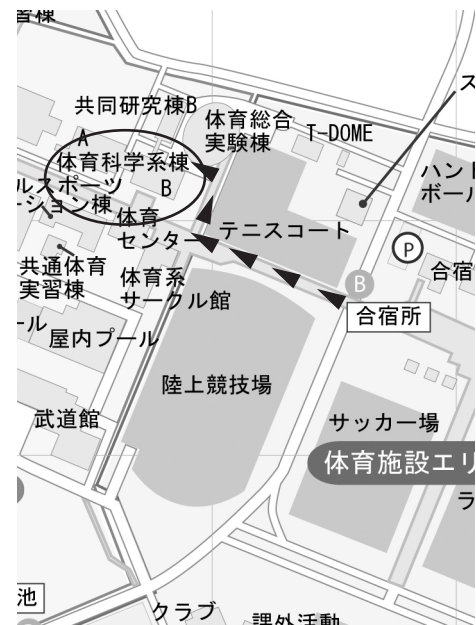 習棟
共同研究棟B
A
体育科学系棟
B
ルスポーツ
ーション棟
体育
センター
体育総合
実験棟
T-DOME
ス
ハント
ボール
テニスコート
P
B
合宿
合宿所
共通体育
実習棟
体育系
サークル館
ール
屋内プール
陸上競技場
武道館
サッカー場
体育施設エリ
ラ
池
クラブ
課外活動